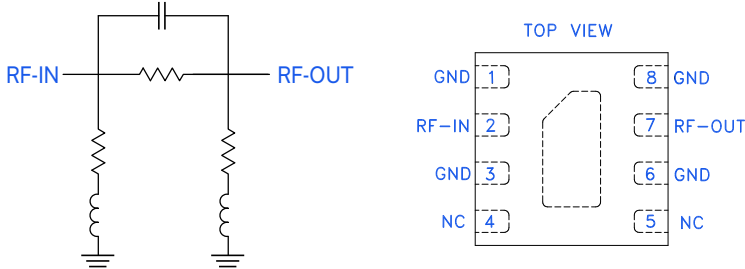 RF-IN
RF-OUT
TOP VIEW
GND 1 8 GND
RF-IN 2 7 RF-OUT
GND 3 6 GND
NC 4 5 NC